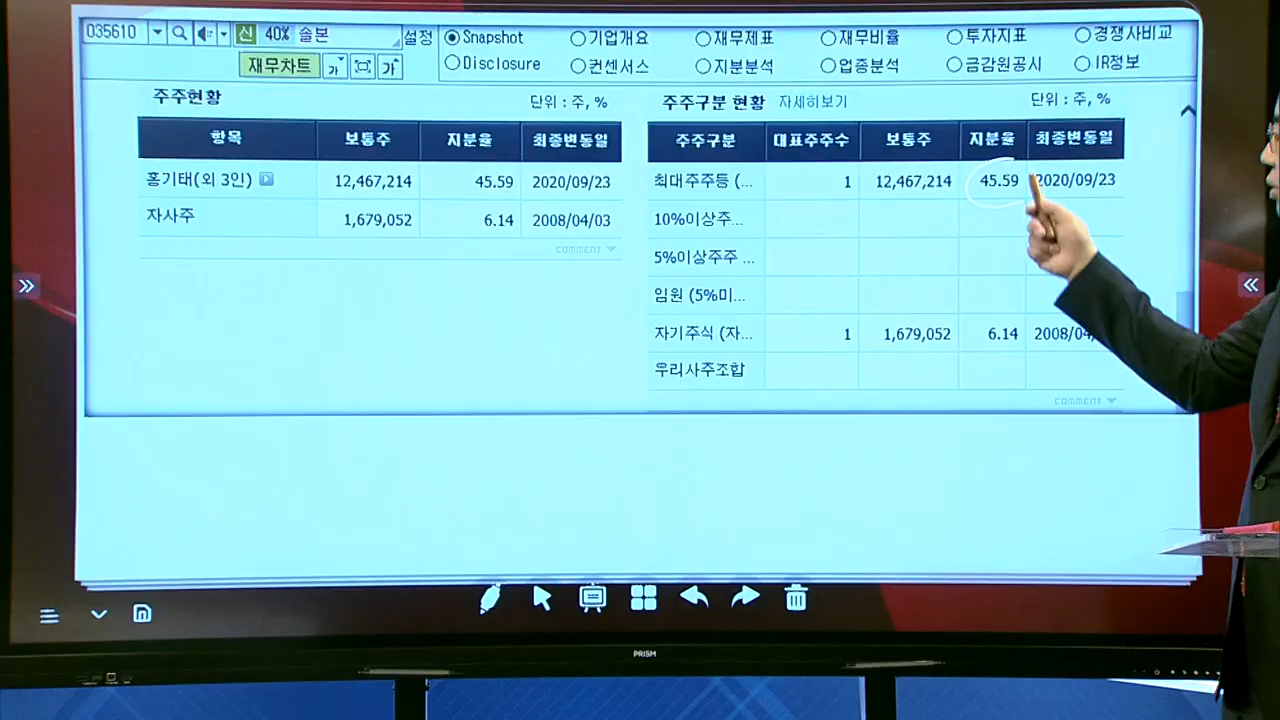 035610 신 40% 솔본 설정 Snapshot 기업개요 재무제표 재무비율 투자지표 경쟁사비교
재무차트 가 가 Disclosure 컨센서스 지분분석 업종분석 금감원공시 IR정보
주주현황 단위 : 주, %
항목 보통주 지분율 최종변동일
홍기태(외 3인) 12,467,214 45.59 2020/09/23
자사주 1,679,052 6.14 2008/04/03
COMMENT
주주구분 현황 자세히보기 단위 : 주, %
주주구분 대표주주수 보통주 지분율 최종변동일
최대주주등 (... 1 12,467,214 45.59 2020/09/23
10%이상주...
5%이상주주 ...
임원 (5%미...
자기주식 (자... 1 1,679,052 6.14 2008/04
우리사주조합
COMMENT
PRISM